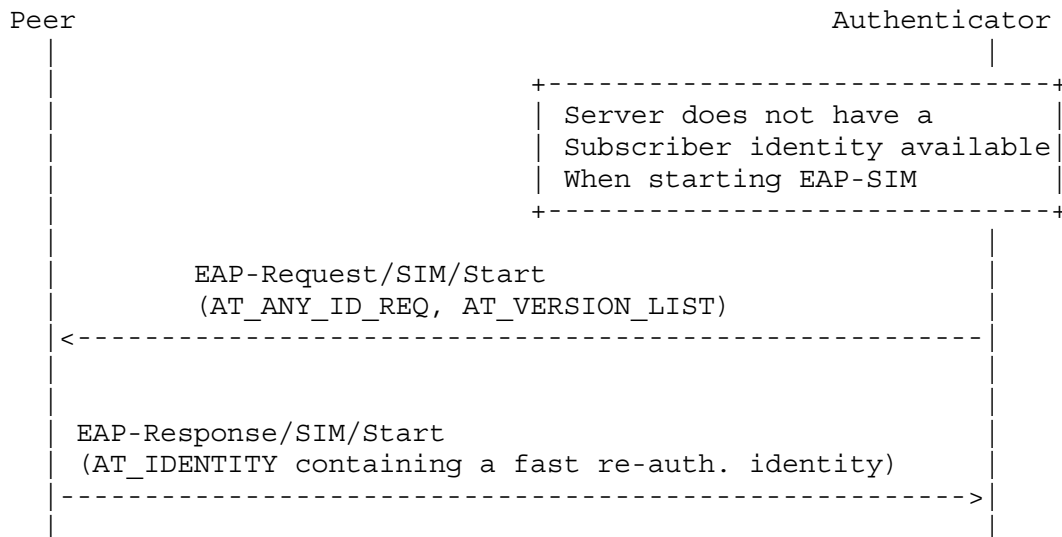 Peer Authenticator
Server does not have a
Subscriber identity available
When starting EAP-SIM
EAP-Request/SIM/Start
(AT_ANY_ID_REQ, AT_VERSION_LIST)
EAP-Response/SIM/Start
(AT_IDENTITY containing a fast re-auth. identity)